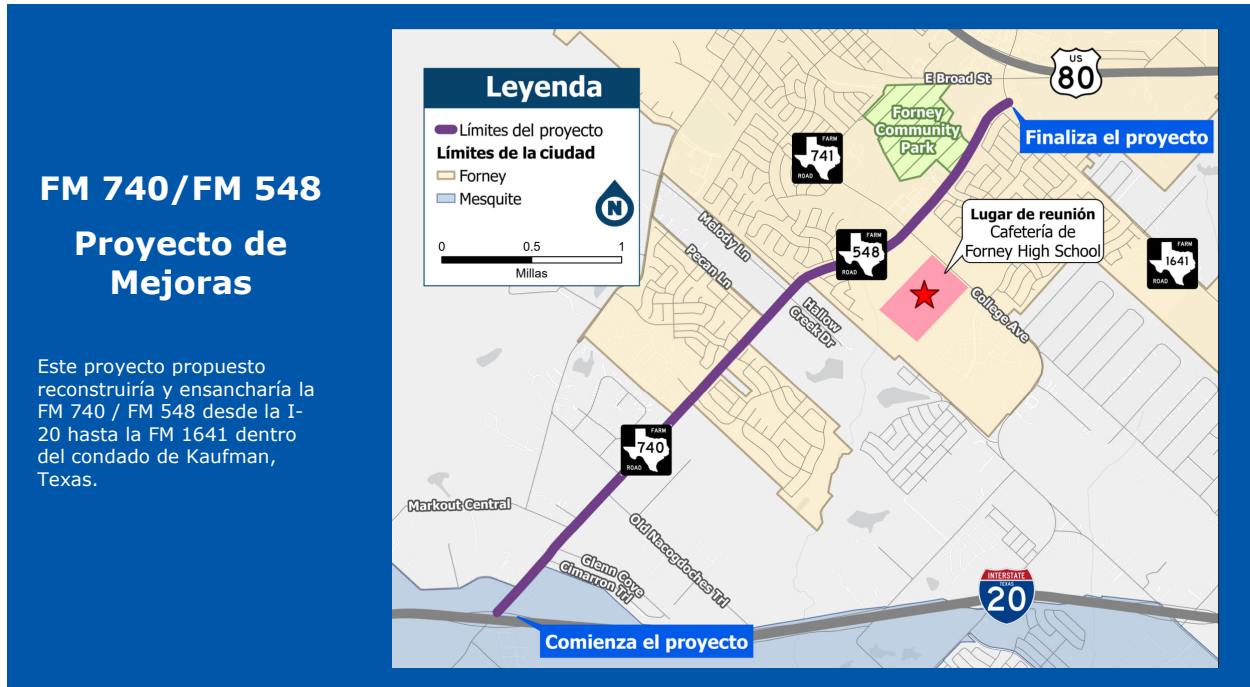 FM 740/FM 548
Proyecto de
Mejoras
Este proyecto propuesto
reconstruiría y ensancharía la
FM 740 / FM 548 desde la I-
20 hasta la FM 1641 dentro
del condado de Kaufman,
Texas.
Leyenda
Límites del proyecto
Límites de la ciudad
Forney
Mesquite
N
0 0.5 1
Millas
E Broad St
US
80
Forney
Community
Park
Finaliza el proyecto
FARM
741
ROAD
Lugar de reunión
Cafetería de
Forney High School
Melody Ln
Pecan Ln
FARM
548
ROAD
FARM
1641
ROAD
Hallow
Creek Dr
College Ave
FARM
740
ROAD
Markout Central
Old Nacogdoches Trl
Glenn Cove
Cimarron Trl
INTERSTATE
TEXAS
20
Comienza el proyecto